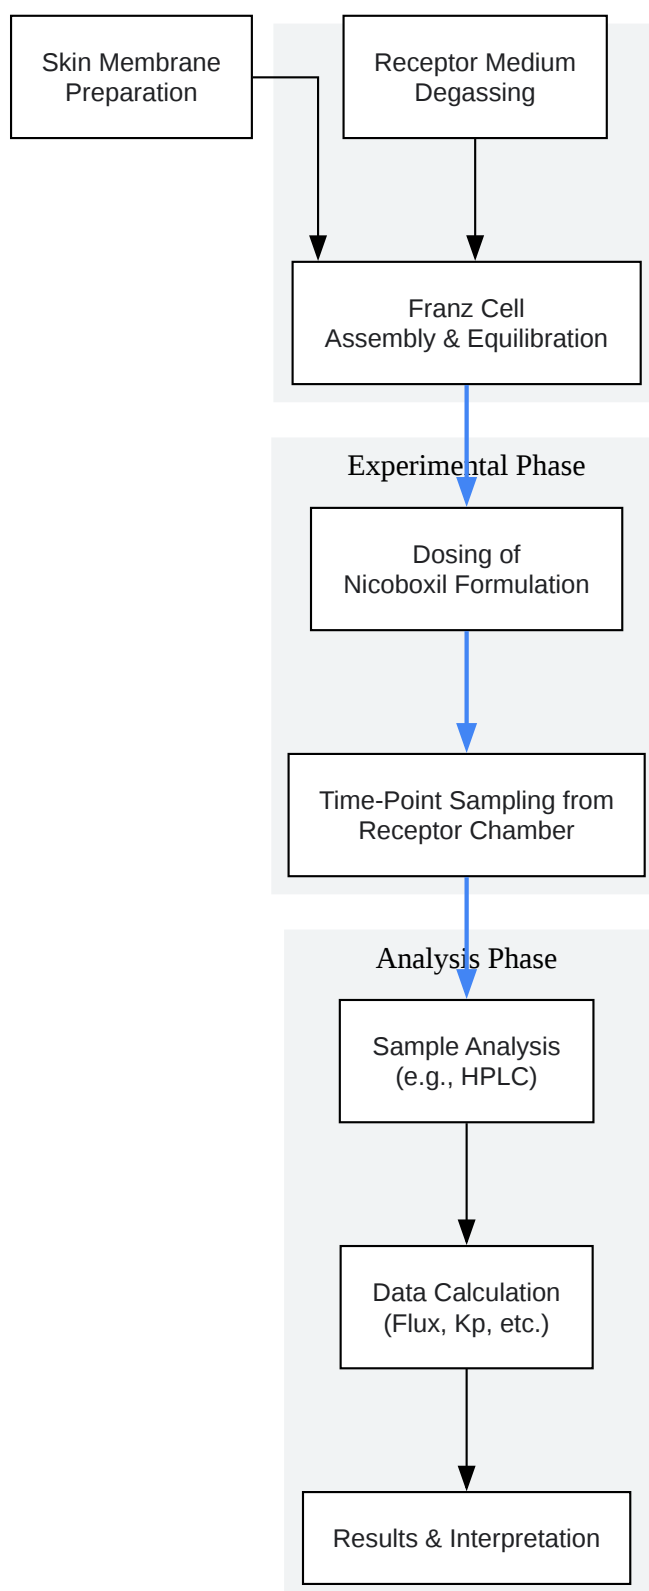 Skin Membrane
Preparation
Receptor Medium
Degassing
Franz Cell
Assembly & Equilibration
Experimental Phase
Dosing of
Nicoboxil Formulation
Time-Point Sampling from
Receptor Chamber
Analysis Phase
Sample Analysis
(e.g., HPLC)
Data Calculation
(Flux, Kp, etc.)
Results & Interpretation